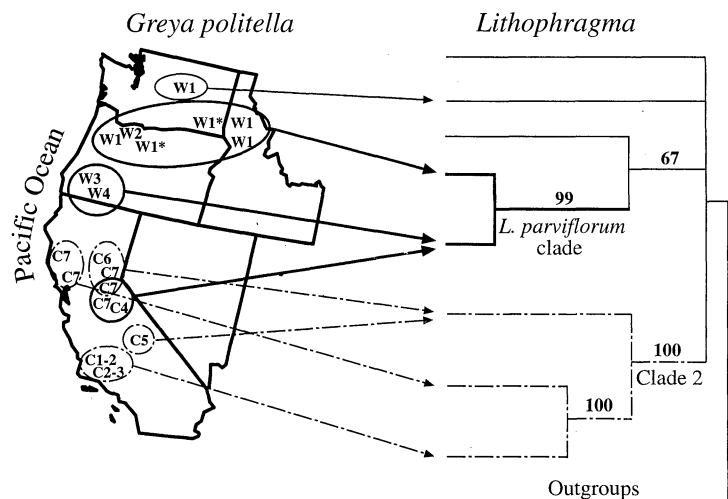 Greya politella
Lithophragma
W1
W1*
W1
W1
W2
W1*
W1
W3
W4
Pacific Ocean
C7
C7
C6
C7
C7
C7
C4
C5
C1-2
C2-3
67
99
L. parviflorum
clade
100
Clade 2
100
Outgroups